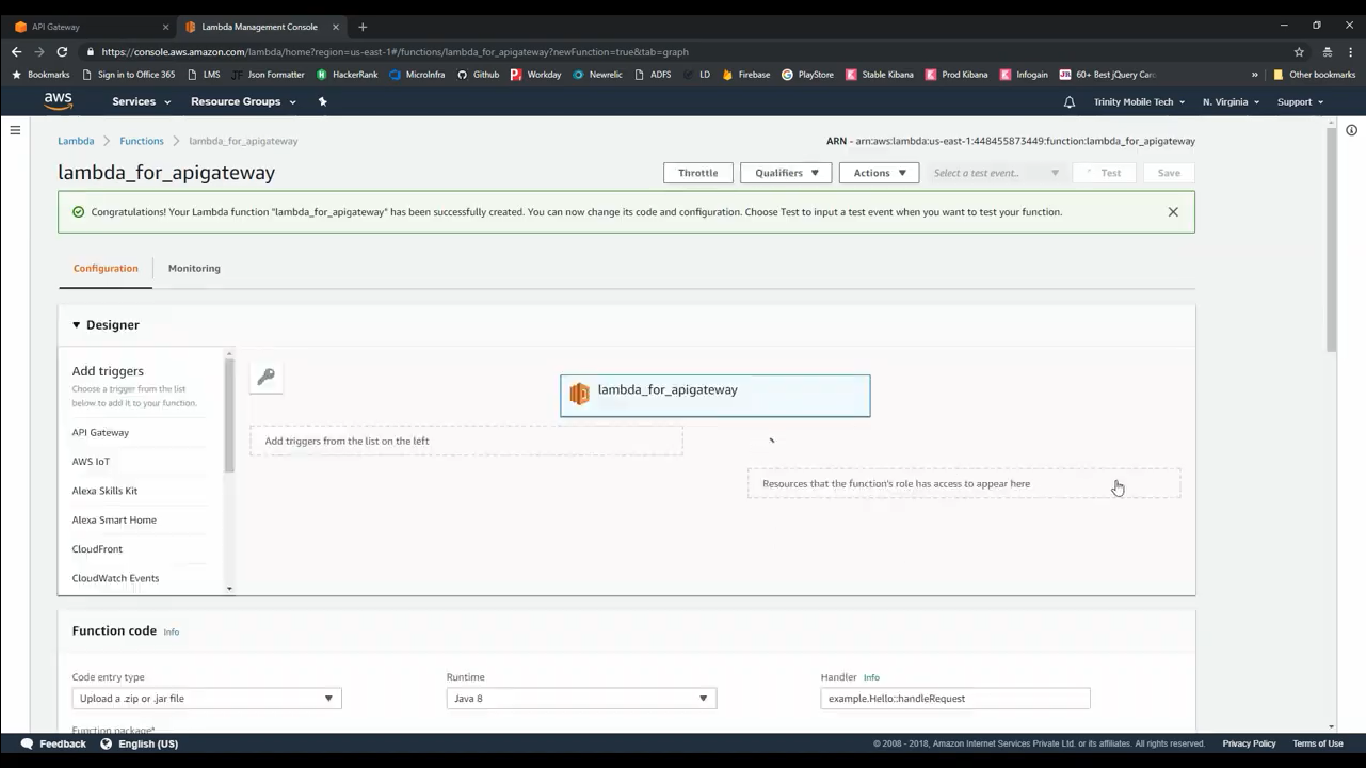 API Gateway
Lambda Management Console
https://console.aws.amazon.com/lambda/home?region=us-east-1#/functions/lambda_for_apigateway?newFunction=true&tab=graph
Bookmarks Sign in to Office 365 LMS Json Formatter HackerRank MicroInfra Github Workday Newrelic ADFS LD Firebase PlayStore Stable Kibana Prod Kibana Infogain 60+ Best jQuery Caro » Other bookmarks
aws Services Resource Groups Trinity Mobile Tech N. Virginia Support
Lambda Functions lambda_for_apigateway ARN - arn:aws:lambda:us-east-1:448455873449:function:lambda_for_apigateway
lambda_for_apigateway Throttle Qualifiers Actions Select a test event.. Test Save
Congratulations! Your Lambda function "lambda_for_apigateway" has been successfully created. You can now change its code and configuration. Choose Test to input a test event when you want to test your function.
Configuration Monitoring
Designer
Add triggers
Choose a trigger from the list
below to add it to your function.
API Gateway
AWS IoT
Alexa Skills Kit
Alexa Smart Home
CloudFront
CloudWatch Events
lambda_for_apigateway
Add triggers from the list on the left
Resources that the function's role has access to appear here
Function code Info
Code entry type Runtime Handler Info
Upload a .zip or .jar file Java 8 example.Hello::handleRequest
Function package*
Feedback English (US) © 2008 - 2018, Amazon Internet Services Private Ltd. or its affiliates. All rights reserved. Privacy Policy Terms of Use